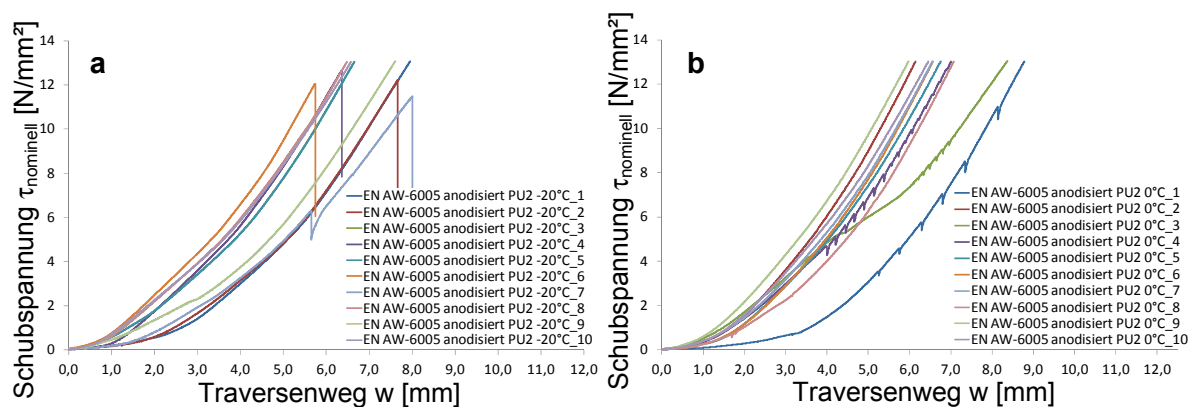 a
Schubspannung τnominell [N/mm²]
14
12
10
8
6
4
2
0
0,0 1,0 2,0 3,0 4,0 5,0 6,0 7,0 8,0 9,0 10,0 11,0 12,0
Traversenweg w [mm]
EN AW-6005 anodisiert PU2 -20°C_1
EN AW-6005 anodisiert PU2 -20°C_2
EN AW-6005 anodisiert PU2 -20°C_3
EN AW-6005 anodisiert PU2 -20°C_4
EN AW-6005 anodisiert PU2 -20°C_5
EN AW-6005 anodisiert PU2 -20°C_6
EN AW-6005 anodisiert PU2 -20°C_7
EN AW-6005 anodisiert PU2 -20°C_8
EN AW-6005 anodisiert PU2 -20°C_9
EN AW-6005 anodisiert PU2 -20°C_10
b
Schubspannung τnominell [N/mm²]
14
12
10
8
6
4
2
0
0,0 1,0 2,0 3,0 4,0 5,0 6,0 7,0 8,0 9,0 10,0 11,0 12,0
Traversenweg w [mm]
EN AW-6005 anodisiert PU2 0°C_1
EN AW-6005 anodisiert PU2 0°C_2
EN AW-6005 anodisiert PU2 0°C_3
EN AW-6005 anodisiert PU2 0°C_4
EN AW-6005 anodisiert PU2 0°C_5
EN AW-6005 anodisiert PU2 0°C_6
EN AW-6005 anodisiert PU2 0°C_7
EN AW-6005 anodisiert PU2 0°C_8
EN AW-6005 anodisiert PU2 0°C_9
EN AW-6005 anodisiert PU2 0°C_10